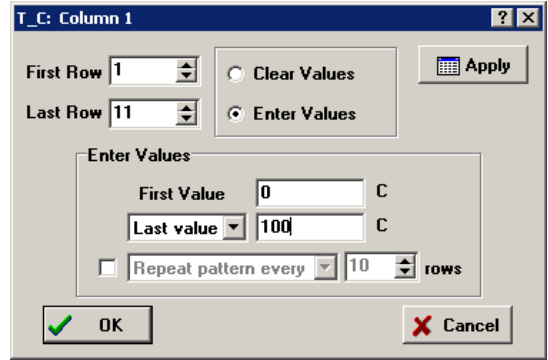 T_C: Column 1
First Row 1
Clear Values
Apply
Last Row 11
Enter Values
Enter Values
First Value 0 C
Last value 100 C
Repeat pattern every 10 rows
OK
Cancel